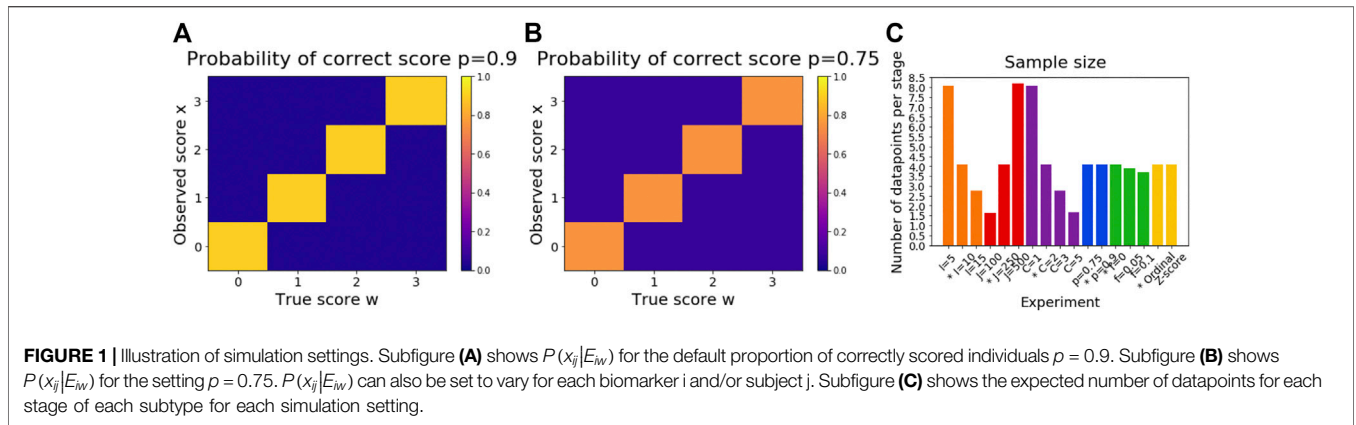 A
Probability of correct score p=0.9
Observed score x
3
2
1
0
0 1 2 3
True score w
1.0
0.8
0.6
0.4
0.2
0.0
B
Probability of correct score p=0.75
Observed score x
3
2
1
0
0 1 2 3
True score w
1.0
0.8
0.6
0.4
0.2
0.0
C
Sample size
Number of datapoints per stage
8.5
8.0
7.5
7.0
6.5
6.0
5.5
5.0
4.5
4.0
3.5
3.0
2.5
2.0
1.5
1.0
0.5
0.0
I=5
* I=10
I=15
J=100
* J=250
J=500
C=1
* C=2
C=3
C=5
p=0.75
* p=0.9
* f=0
f=0.05
f=0.1
* Ordinal
Z-score
Experiment
FIGURE 1 | Illustration of simulation settings. Subfigure (A) shows P(xij|Eiw) for the default proportion of correctly scored individuals p = 0.9. Subfigure (B) shows
P(xij|Eiw) for the setting p = 0.75. P(xij|Eiw) can also be set to vary for each biomarker i and/or subject j. Subfigure (C) shows the expected number of datapoints for each
stage of each subtype for each simulation setting.